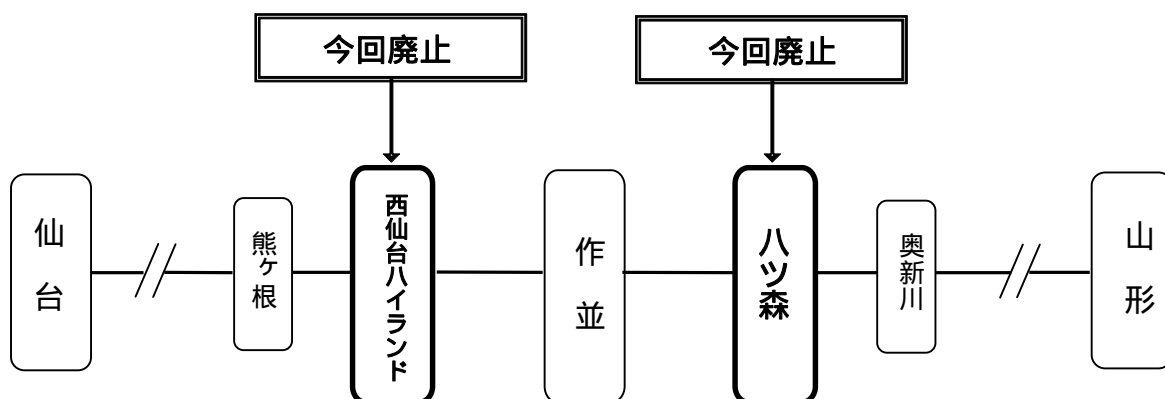 今回廃止
今回廃止
仙台
熊ヶ根
西仙台ハイランド
作並
八ツ森
奥新川
山形